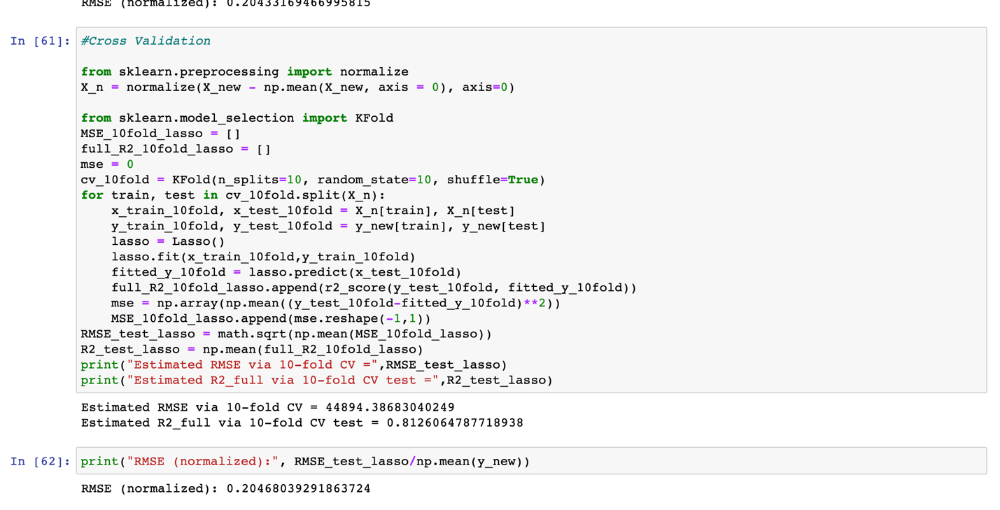 RMSE (normalized): 0.20433169466995815
In [61]: #Cross Validation
from sklearn.preprocessing import normalize
X_n = normalize(X_new - np.mean(X_new, axis = 0), axis=0)
from sklearn.model_selection import KFold
MSE_10fold_lasso = []
full_R2_10fold_lasso = []
mse = 0
cv_10fold = KFold(n_splits=10, random_state=10, shuffle=True)
for train, test in cv_10fold.split(X_n):
    x_train_10fold, x_test_10fold = X_n[train], X_n[test]
    y_train_10fold, y_test_10fold = y_new[train], y_new[test]
    lasso = Lasso()
    lasso.fit(x_train_10fold,y_train_10fold)
    fitted_y_10fold = lasso.predict(x_test_10fold)
    full_R2_10fold_lasso.append(r2_score(y_test_10fold, fitted_y_10fold))
    mse = np.array(np.mean((y_test_10fold-fitted_y_10fold)**2))
    MSE_10fold_lasso.append(mse.reshape(-1,1))
RMSE_test_lasso = math.sqrt(np.mean(MSE_10fold_lasso))
R2_test_lasso = np.mean(full_R2_10fold_lasso)
print("Estimated RMSE via 10-fold CV =",RMSE_test_lasso)
print("Estimated R2_full via 10-fold CV test =",R2_test_lasso)
Estimated RMSE via 10-fold CV = 44894.38683040249
Estimated R2_full via 10-fold CV test = 0.8126064787718938
In [62]: print("RMSE (normalized):", RMSE_test_lasso/np.mean(y_new))
RMSE (normalized): 0.20468039291863724